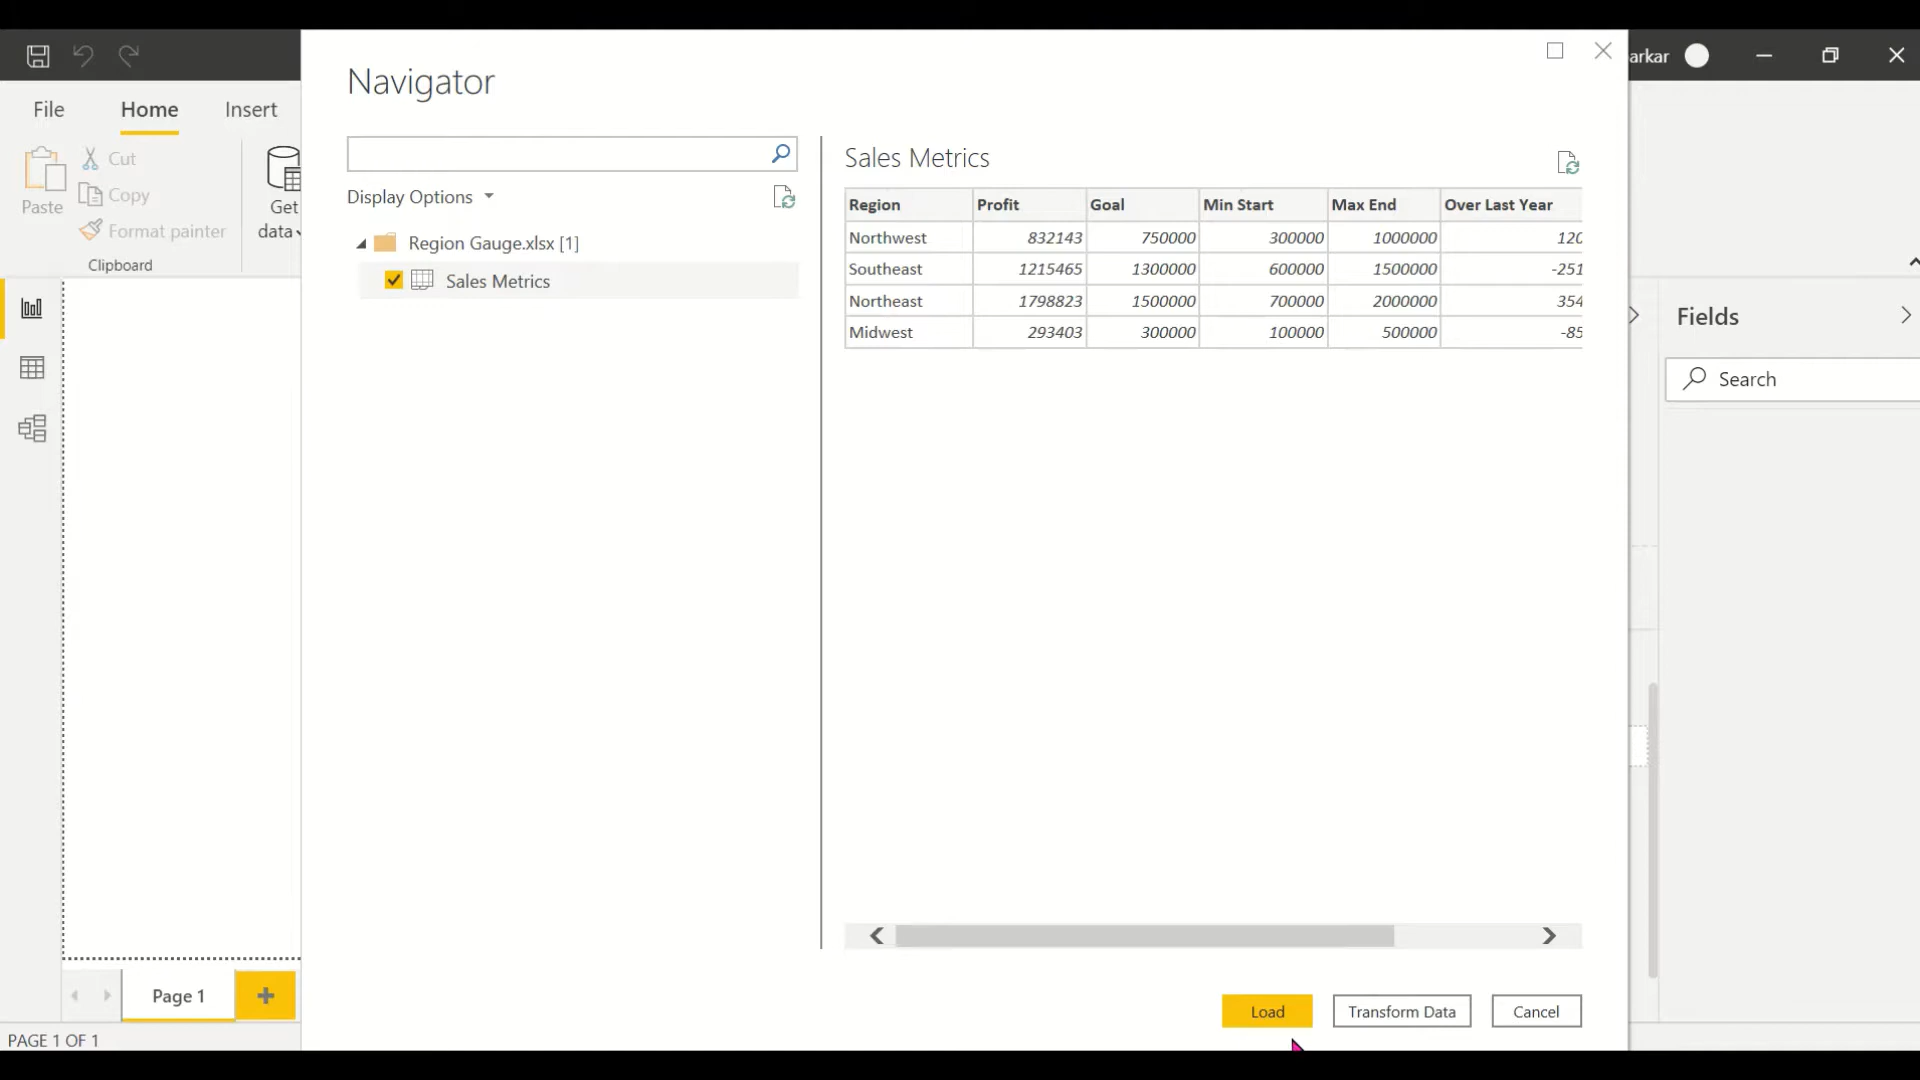 arkar
Navigator
File Home Insert
Cut
Copy
Paste
Format painter
Clipboard
Get
data
Display Options
Region Gauge.xlsx [1]
Sales Metrics
Sales Metrics
Region Profit Goal Min Start Max End Over Last Year
Northwest 832143 750000 300000 1000000 120
Southeast 1215465 1300000 600000 1500000 -251
Northeast 1798823 1500000 700000 2000000 354
Midwest 293403 300000 100000 500000 -85
Fields
Search
Load Transform Data Cancel
Page 1
PAGE 1 OF 1